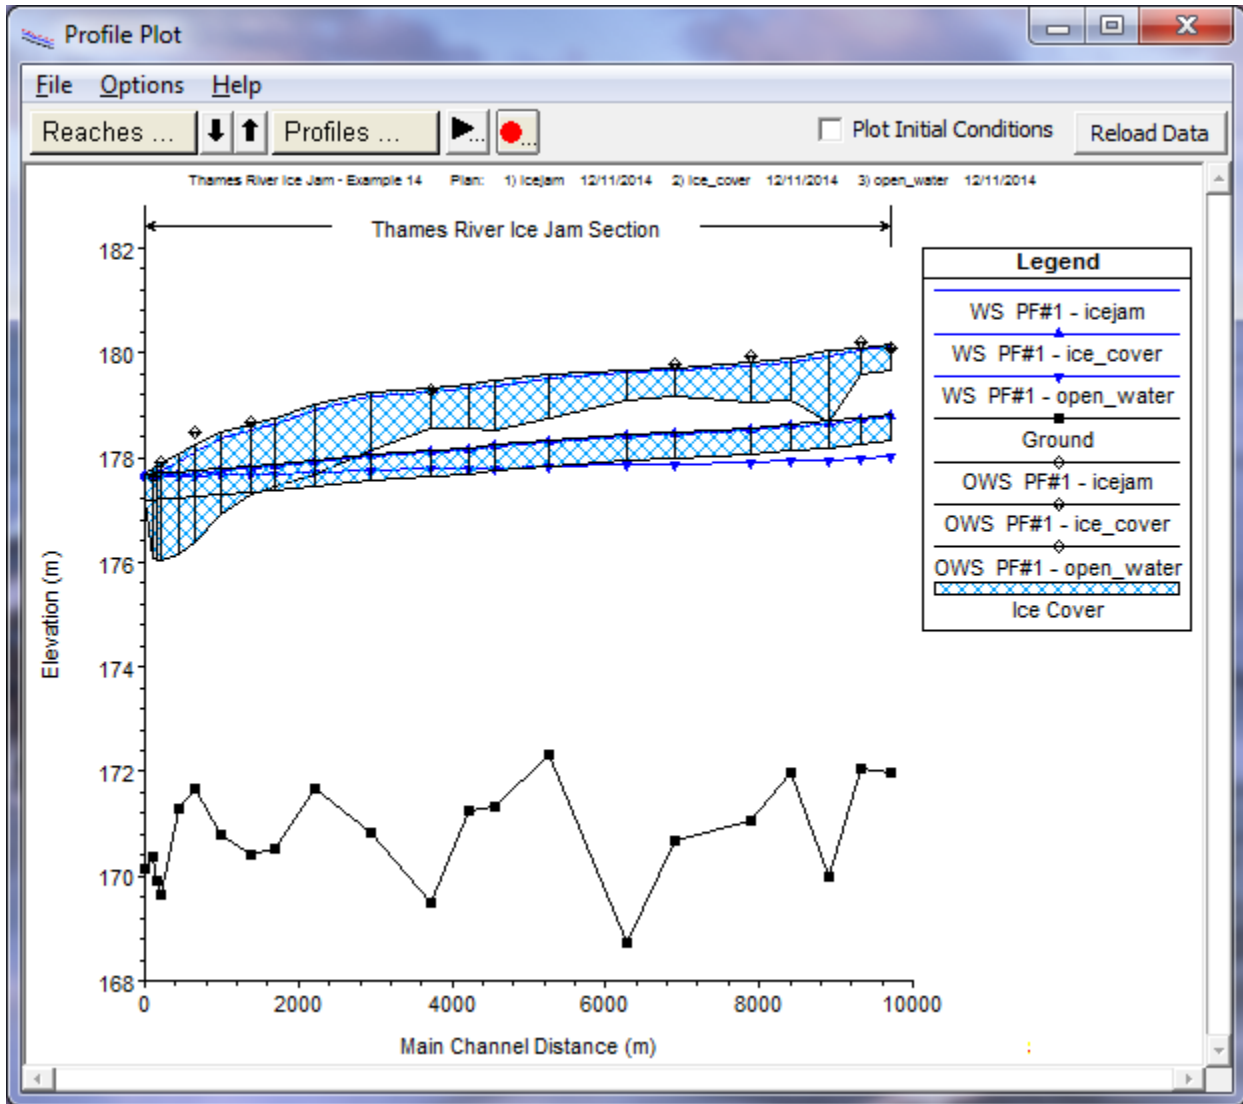 Profile Plot
File Options Help
Reaches ... Profiles ... ... ... Plot Initial Conditions Reload Data
Thames River Ice Jam - Example 14 Plan: 1) Icejam 12/11/2014 2) Ice_cover 12/11/2014 3) open_water 12/11/2014
Thames River Ice Jam Section
182
180
178
176
174
172
170
168
Elevation (m)
0 2000 4000 6000 8000 10000
Main Channel Distance (m)
Legend
WS PF#1 - icejam
WS PF#1 - ice_cover
WS PF#1 - open_water
Ground
OWS PF#1 - icejam
OWS PF#1 - ice_cover
OWS PF#1 - open_water
Ice Cover